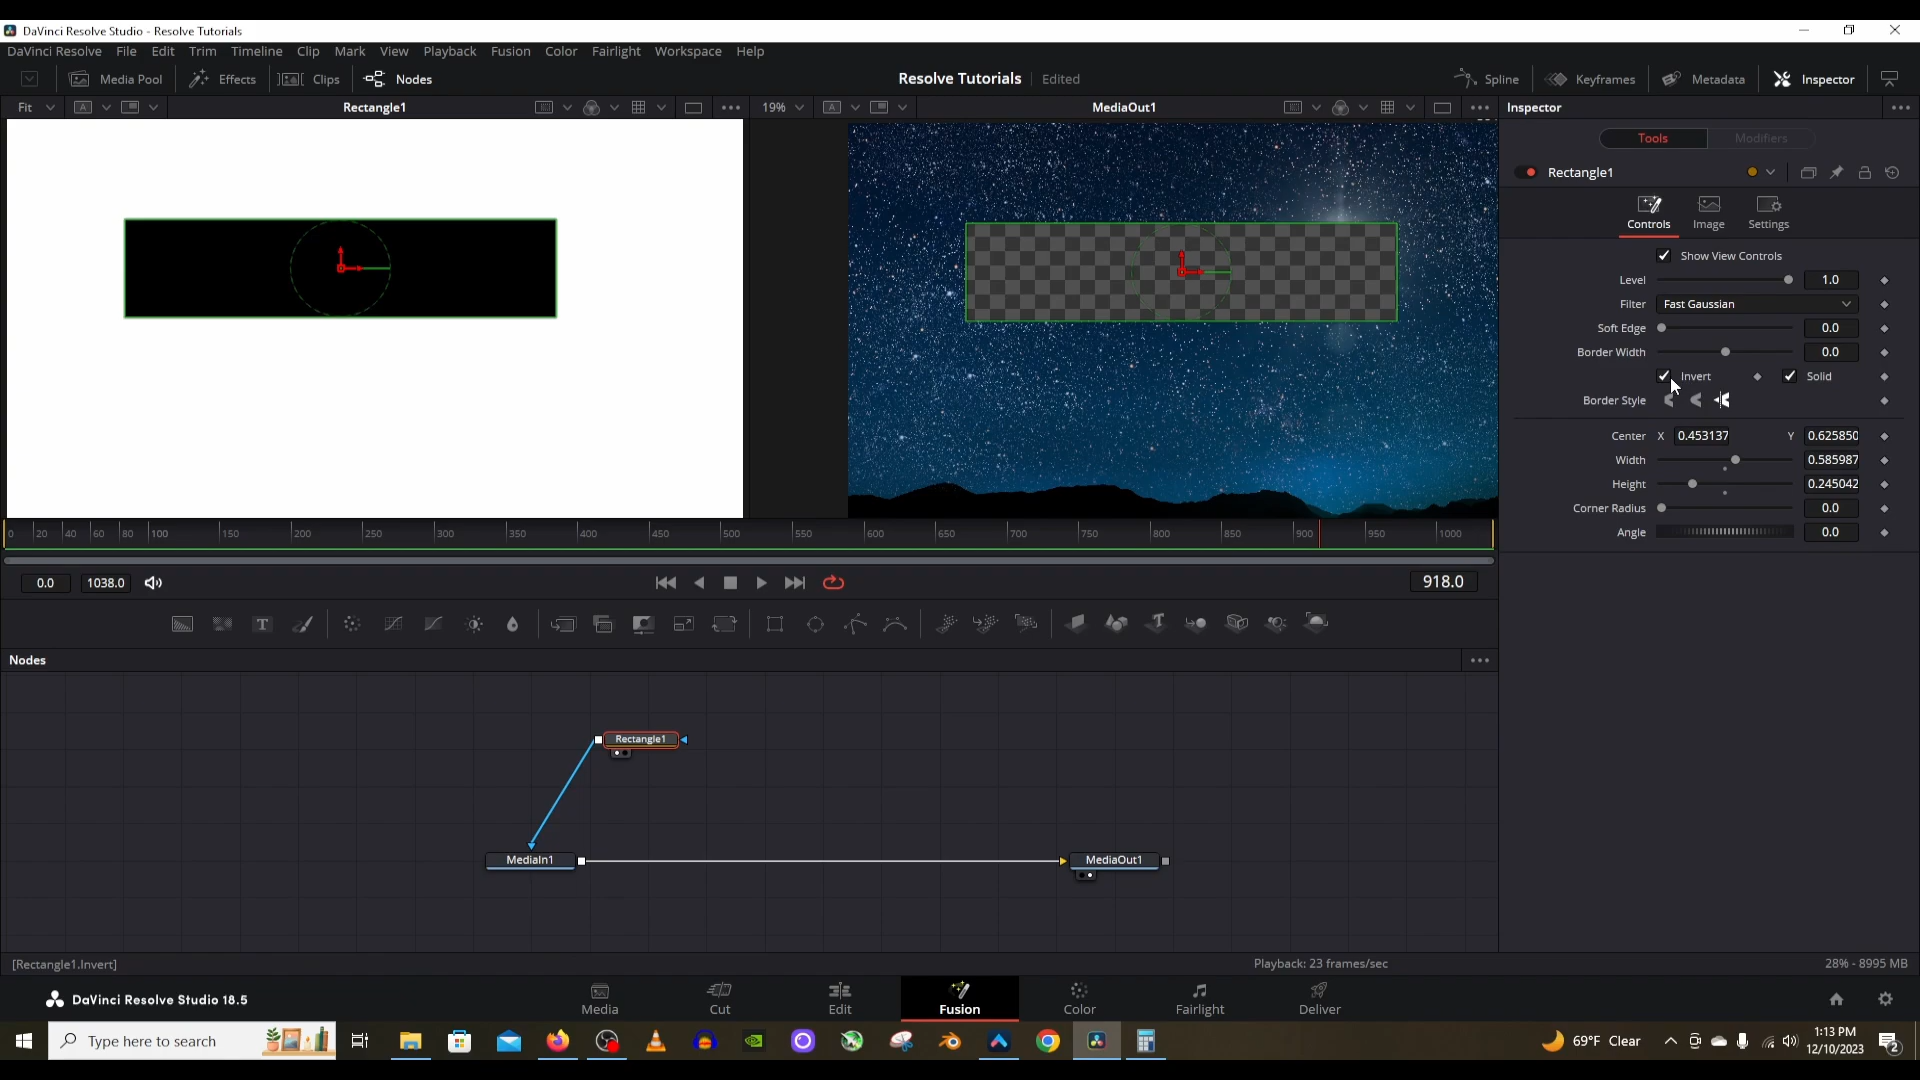 DaVinci Resolve Studio - Resolve Tutorials
DaVinci Resolve File Edit Trim Timeline Clip Mark View Playback Fusion Color Fairlight Workspace Help
Media Pool Effects Clips Nodes Resolve Tutorials Edited Spline Keyframes Metadata Inspector
Fit A Rectangle1 19% A MediaOut1 Inspector
Tools Modifiers
Rectangle1
Controls Image Settings
Show View Controls
Level 1.0
Filter Fast Gaussian
Soft Edge 0.0
Border Width 0.0
Invert Solid
Border Style
Center X 0.453137 Y 0.625850
Width 0.585987
Height 0.245042
Corner Radius 0.0
Angle 0.0
0 20 40 60 80 100 150 200 250 300 350 400 450 500 550 600 650 700 750 800 850 900 950 1000
0.0 1038.0 918.0
T
Nodes
Rectangle1
MediaIn1 MediaOut1
[Rectangle1.Invert] Playback: 23 frames/sec 28% - 8995 MB
DaVinci Resolve Studio 18.5 Media Cut Edit Fusion Color Fairlight Deliver
Type here to search 69°F Clear 1:13 PM
12/10/2023 2